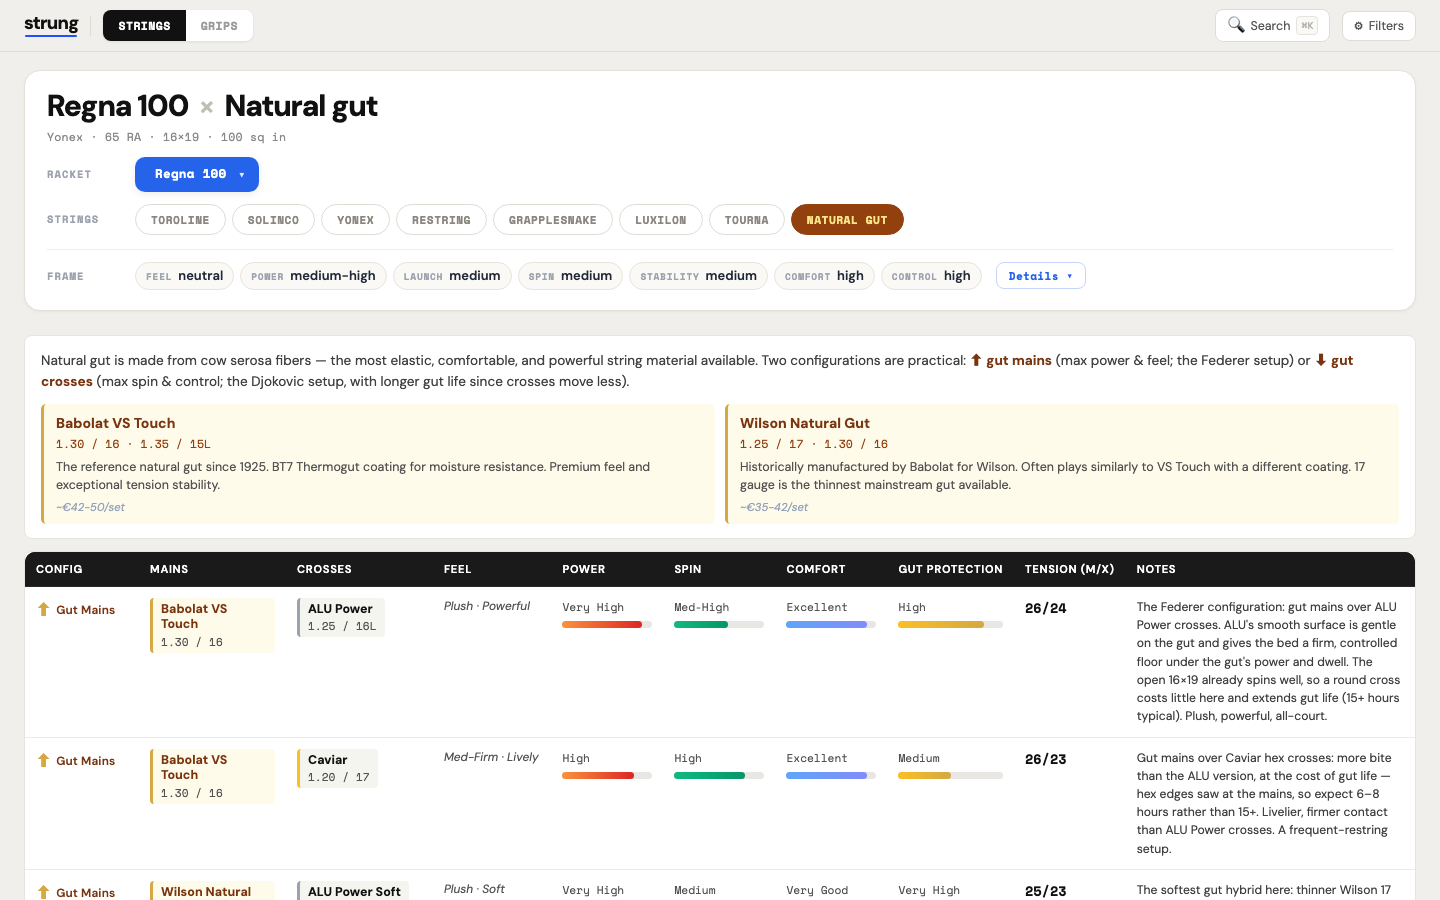 strung
STRINGS GRIPS
Search ⌘K
Filters
Regna 100 × Natural gut
Yonex · 65 RA · 16×19 · 100 sq in
RACKET
Regna 100 ▾
STRINGS
TOROLINE SOLINCO YONEX RESTRING GRAPPLESNAKE LUXILON TOURNA NATURAL GUT
FRAME
FEEL neutral POWER medium-high LAUNCH medium SPIN medium STABILITY medium COMFORT high CONTROL high Details ▾
Natural gut is made from cow serosa fibers — the most elastic, comfortable, and powerful string material available. Two configurations are practical: ⬆ gut mains (max power & feel; the Federer setup) or ⬇ gut
crosses (max spin & control; the Djokovic setup, with longer gut life since crosses move less).
Babolat VS Touch
1.30 / 16 · 1.35 / 15L
The reference natural gut since 1925. BT7 Thermogut coating for moisture resistance. Premium feel and
exceptional tension stability.
~€42-50/set
Wilson Natural Gut
1.25 / 17 · 1.30 / 16
Historically manufactured by Babolat for Wilson. Often plays similarly to VS Touch with a different coating. 17
gauge is the thinnest mainstream gut available.
~€35-42/set
CONFIG MAINS CROSSES FEEL POWER SPIN COMFORT GUT PROTECTION TENSION (M/X) NOTES
⬆ Gut Mains
Babolat VS
Touch
1.30 / 16
ALU Power
1.25 / 16L
Plush · Powerful
Very High
Med-High
Excellent
High
26/24
The Federer configuration: gut mains over ALU
Power crosses. ALU's smooth surface is gentle
on the gut and gives the bed a firm, controlled
floor under the gut's power and dwell. The
open 16×19 already spins well, so a round cross
costs little here and extends gut life (15+ hours
typical). Plush, powerful, all-court.
⬆ Gut Mains
Babolat VS
Touch
1.30 / 16
Caviar
1.20 / 17
Med-Firm · Lively
High
High
Excellent
Medium
26/23
Gut mains over Caviar hex crosses: more bite
than the ALU version, at the cost of gut life —
hex edges saw at the mains, so expect 6–8
hours rather than 15+. Livelier, firmer contact
than ALU Power crosses. A frequent-restring
setup.
⬆ Gut Mains
Wilson Natural
ALU Power Soft
Plush · Soft
Very High
Medium
Very Good
Very High
25/23
The softest gut hybrid here: thinner Wilson 17